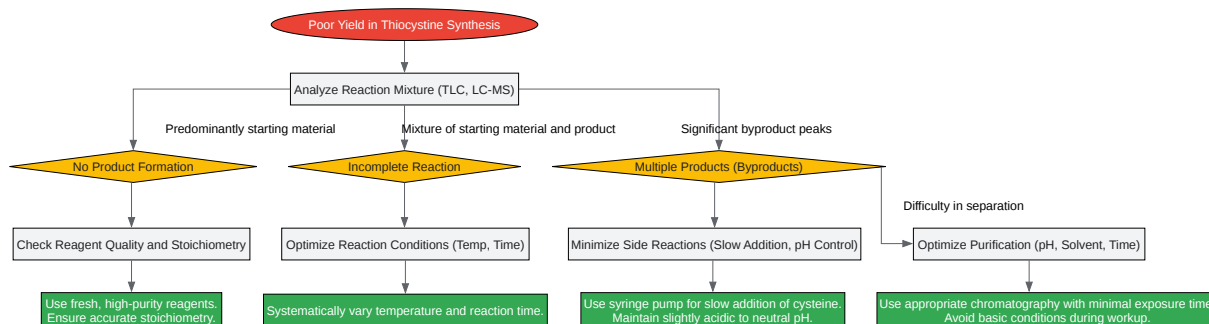 Poor Yield in Thiocystine Synthesis
Analyze Reaction Mixture (TLC, LC-MS)
Predominantly starting material
Mixture of starting material and product
Significant byproduct peaks
No Product Formation
Incomplete Reaction
Multiple Products (Byproducts)
Difficulty in separation
Check Reagent Quality and Stoichiometry
Optimize Reaction Conditions (Temp, Time)
Minimize Side Reactions (Slow Addition, pH Control)
Optimize Purification (pH, Solvent, Time)
Use fresh, high-purity reagents.
Ensure accurate stoichiometry.
Systematically vary temperature and reaction time.
Use syringe pump for slow addition of cysteine.
Maintain slightly acidic to neutral pH.
Use appropriate chromatography with minimal exposure time
Avoid basic conditions during workup.